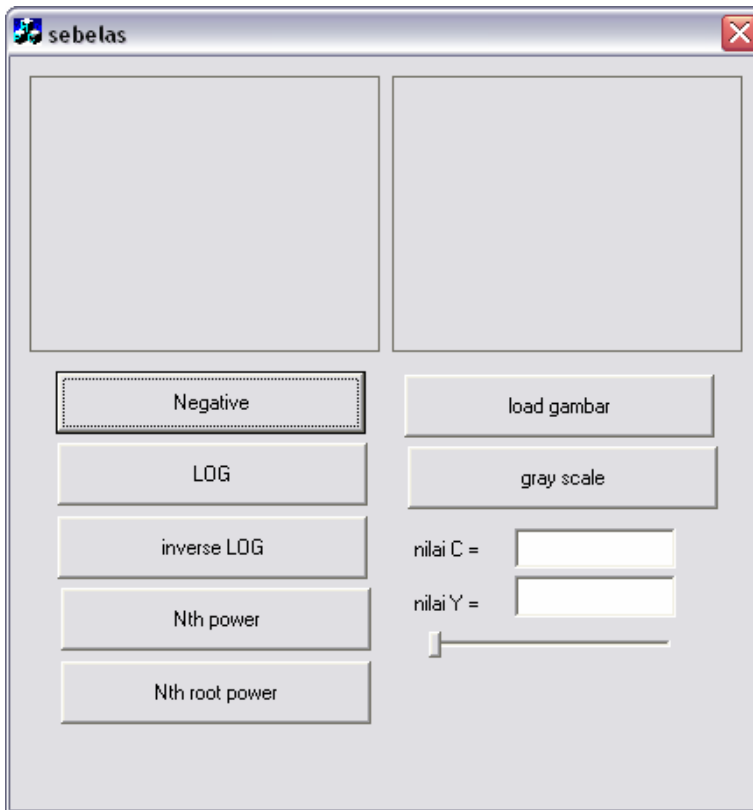 sebelas
Negative
load gambar
LOG
gray scale
inverse LOG
nilai C =
Nth power
nilai Y =
Nth root power